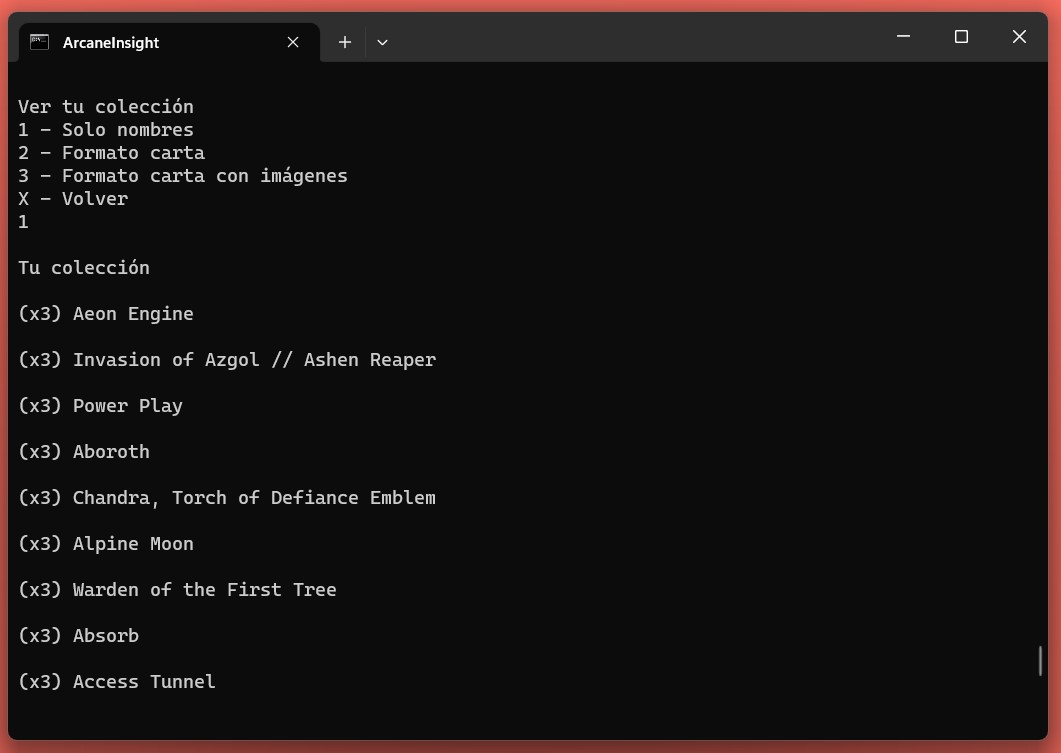 ArcaneInsight
Ver tu colección
1 - Solo nombres
2 - Formato carta
3 - Formato carta con imágenes
X - Volver
1
Tu colección
(x3) Aeon Engine
(x3) Invasion of Azgol // Ashen Reaper
(x3) Power Play
(x3) Aboroth
(x3) Chandra, Torch of Defiance Emblem
(x3) Alpine Moon
(x3) Warden of the First Tree
(x3) Absorb
(x3) Access Tunnel